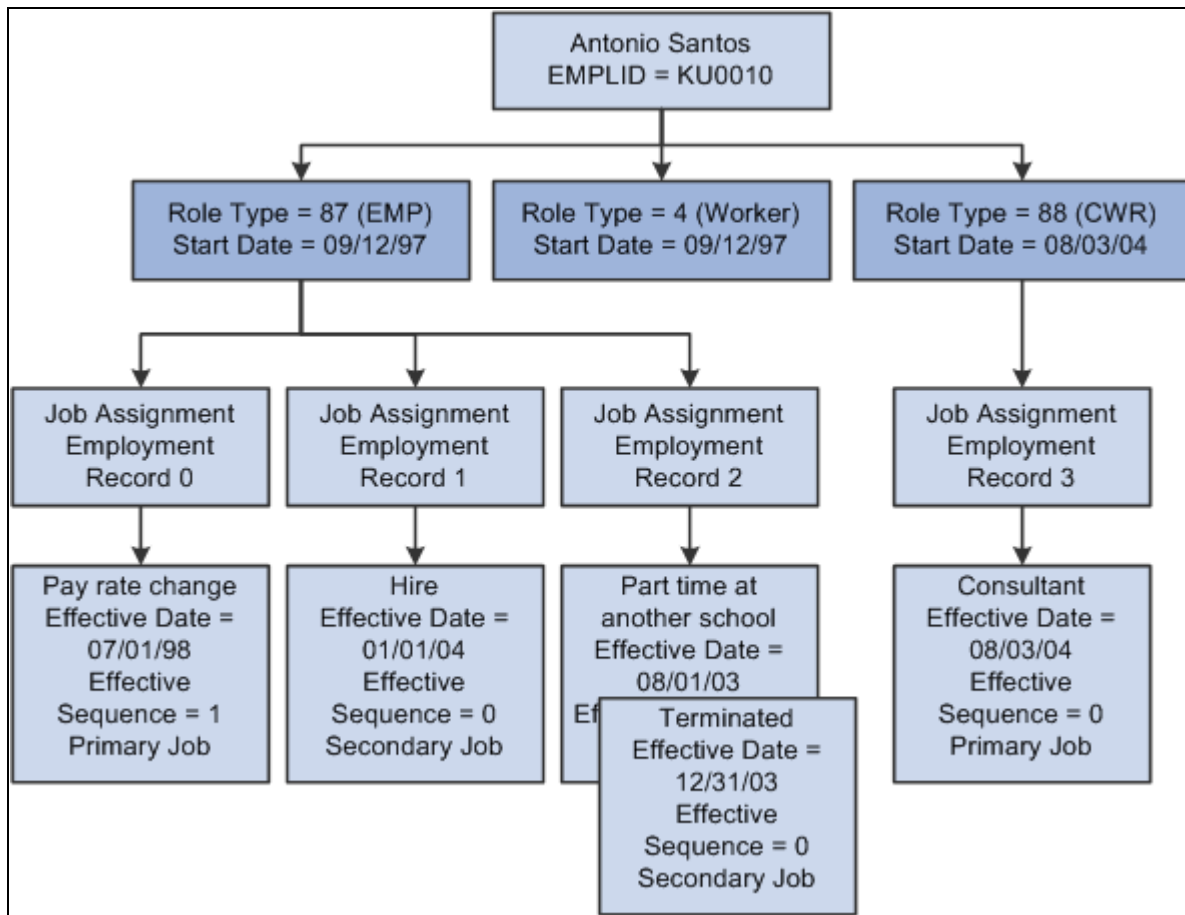 Antonio Santos
EMPLID = KU0010
Role Type = 87 (EMP)
Start Date = 09/12/97
Role Type = 4 (Worker)
Start Date = 09/12/97
Role Type = 88 (CWR)
Start Date = 08/03/04
Job Assignment
Employment
Record 0
Job Assignment
Employment
Record 1
Job Assignment
Employment
Record 2
Job Assignment
Employment
Record 3
Pay rate change
Effective Date =
07/01/98
Effective
Sequence = 1
Primary Job
Hire
Effective Date =
01/01/04
Effective
Sequence = 0
Secondary Job
Part time at
another school
Effective Date =
08/01/03
Terminated
Effective Date =
12/31/03
Effective
Sequence = 0
Secondary Job
Consultant
Effective Date =
08/03/04
Effective
Sequence = 0
Primary Job